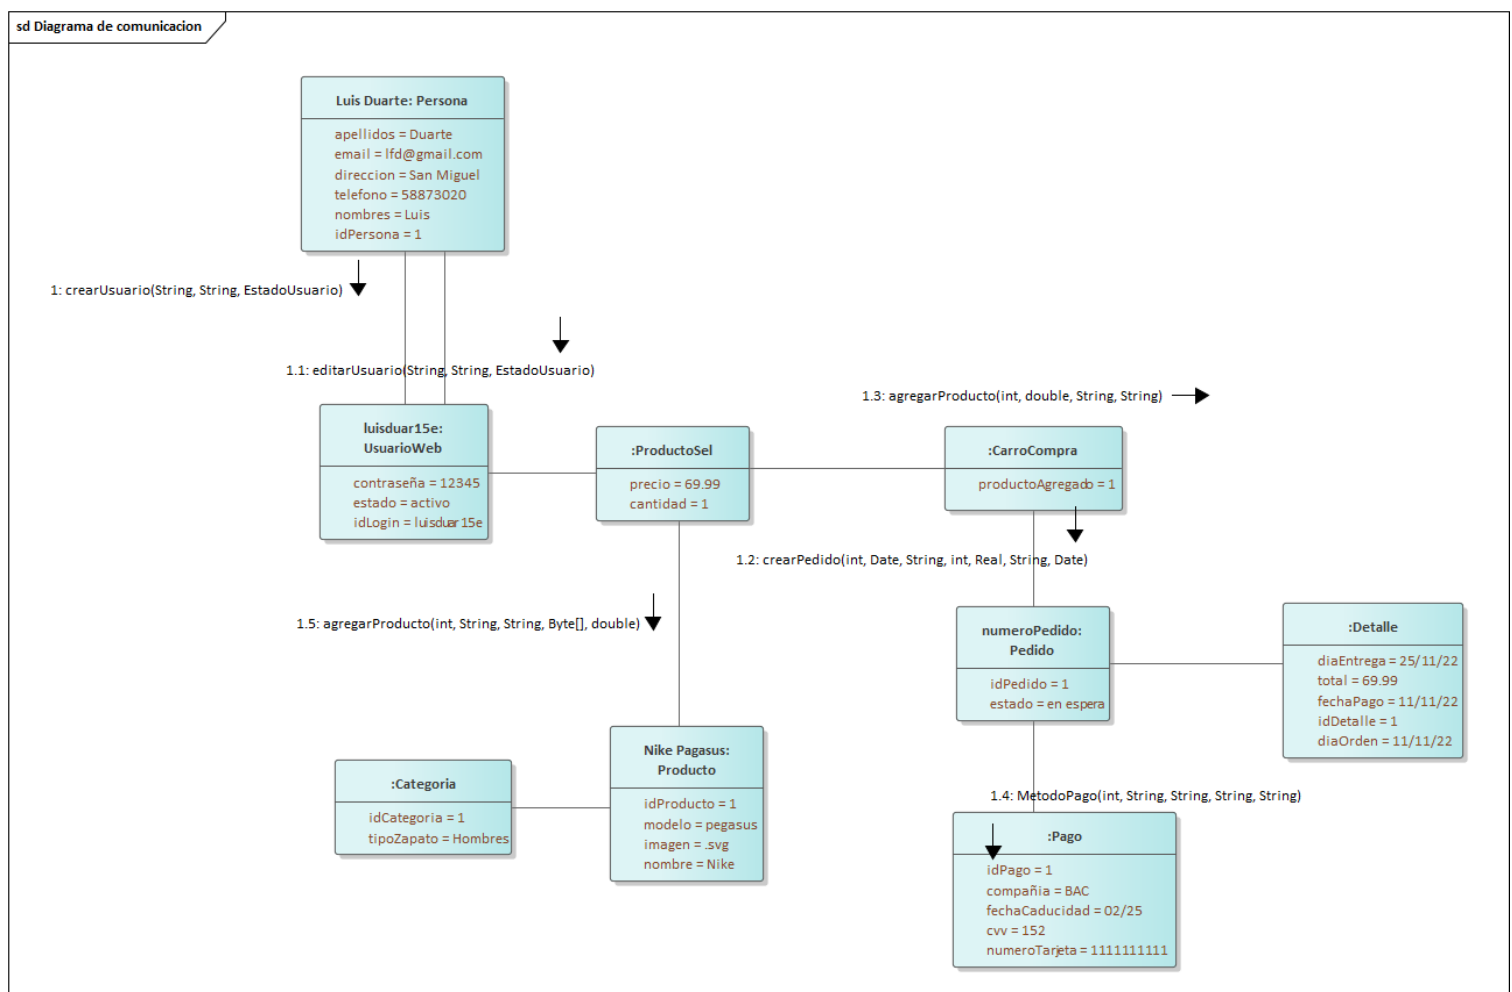 sd Diagrama de comunicacion
Luis Duarte: Persona
apellidos = Duarte
email = lfd@gmail.com
direccion = San Miguel
telefono = 58873020
nombres = Luis
idPersona = 1
1: crearUsuario(String, String, EstadoUsuario)
1.1: editarUsuario(String, String, EstadoUsuario)
1.3: agregarProducto(int, double, String, String)
luisduar15e:
UsuarioWeb
contraseña = 12345
estado = activo
idLogin = luisduar15e
:ProductoSel
precio = 69.99
cantidad = 1
:CarroCompra
productoAgregado = 1
1.2: crearPedido(int, Date, String, int, Real, String, Date)
1.5: agregarProducto(int, String, String, Byte[], double)
numeroPedido:
Pedido
idPedido = 1
estado = en espera
:Detalle
diaEntrega = 25/11/22
total = 69.99
fechaPago = 11/11/22
idDetalle = 1
diaOrden = 11/11/22
:Categoria
idCategoria = 1
tipoZapato = Hombres
Nike Pagasus:
Producto
idProducto = 1
modelo = pegasus
imagen = .svg
nombre = Nike
1.4: MetodoPago(int, String, String, String, String)
:Pago
idPago = 1
compañia = BAC
fechaCaducidad = 02/25
cvv = 152
numeroTarjeta = 1111111111